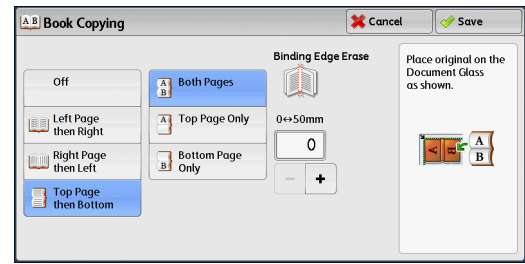 A B Book Copying
Cancel
Save
Off
Left Page
then Right
Right Page
then Left
Top Page
then Bottom
A
B
Both Pages
A
Top Page Only
B
Bottom Page
Only
Binding Edge Erase
0↔50mm
0
−
+
Place original on the
Document Glass
as shown.
A
B
A
B